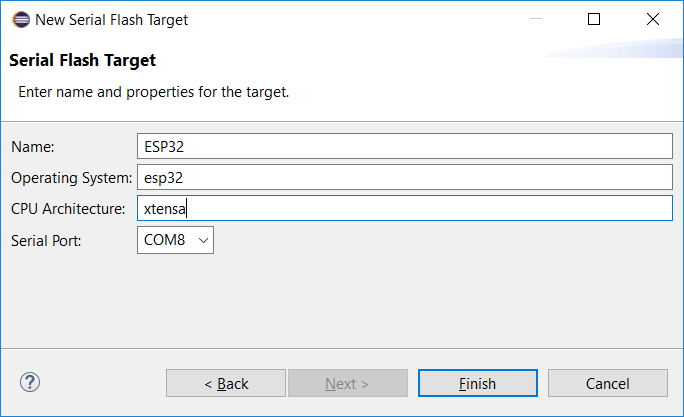 New Serial Flash Target
Serial Flash Target
Enter name and properties for the target.
Name: ESP32
Operating System: esp32
CPU Architecture: xtensa
Serial Port: COM8
? < Back Next > Finish Cancel